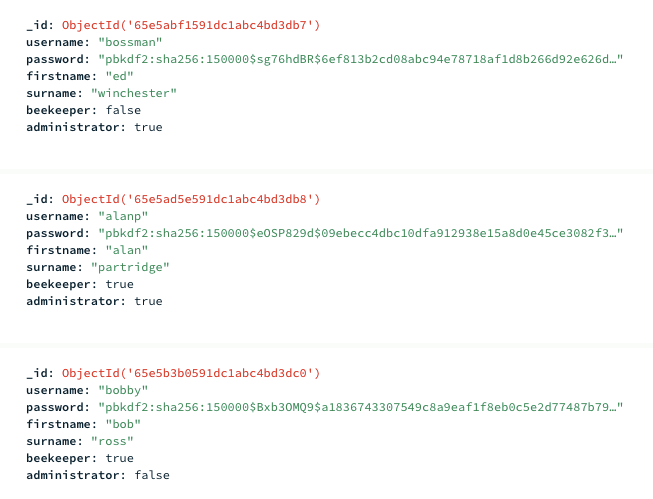 _id: ObjectId('65e5abf1591dc1abc4bd3db7')
username: "bossman"
password: "pbkdf2:sha256:150000$sg76hdBR$6ef813b2cd08abc94e78718af1d8b266d92e626d…"
firstname: "ed"
surname: "winchester"
beekeeper: false
administrator: true
_id: ObjectId('65e5ad5e591dc1abc4bd3db8')
username: "alanp"
password: "pbkdf2:sha256:150000$eOSP829d$09ebecc4dbc10dfa912938e15a8d0e45ce3082f3…"
firstname: "alan"
surname: "partridge"
beekeeper: true
administrator: true
_id: ObjectId('65e5b3b0591dc1abc4bd3dc0')
username: "bobby"
password: "pbkdf2:sha256:150000$Bxb3OMQ9$a1836743307549c8a9eaf1f8eb0c5e2d77487b79…"
firstname: "bob"
surname: "ross"
beekeeper: true
administrator: false